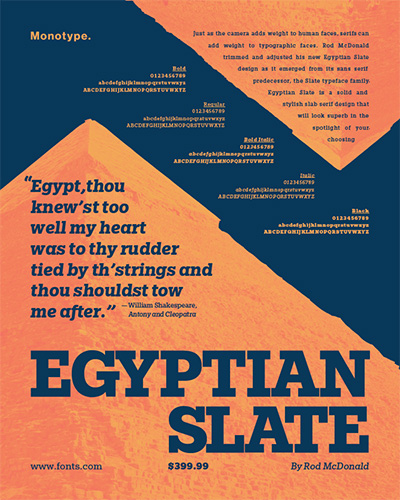 Monotype.
Just as the camera adds weight to human faces, serifs can
add weight to typographic faces. Rod McDonald
trimmed and adjusted his new Egyptian Slate
design as it emerged from its sans serif
predecessor, the Slate typeface family.
Egyptian Slate is a solid and
stylish slab serif design that
will look superb in the
spotlight of your
choosing
Bold
0123456789
abcdefghijklmnopqrstuvwxyz
ABCDEFGHIJKLMNOPQRSTUVWXYZ
Regular
0123456789
abcdefghijklmnopqrstuvwxyz
ABCDEFGHIJKLMNOPQRSTUVWXYZ
Bold Italic
0123456789
abcdefghijklmnopqrstuvwxyz
ABCDEFGHIJKLMNOPQRSTUVWXYZ
Italic
0123456789
abcdefghijklmnopqrstuvwxyz
ABCDEFGHIJKLMNOPQRSTUVWXYZ
Black
0123456789
abcdefghijklmnopqrstuvwxyz
ABCDEFGHIJKLMNOPQRSTUVWXYZ
“Egypt,thou
knew’st too
well my heart
was to thy rudder
tied by th’strings and
thou shouldst tow
me after.”
—William Shakespeare,
Antony and Cleopatra
EGYPTIAN
SLATE
www.fonts.com
$399.99
By Rod McDonald